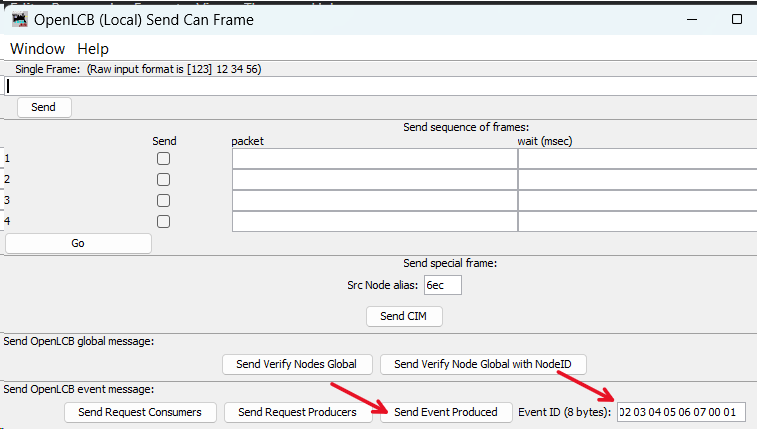 OpenLCB (Local) Send Can Frame
Window Help
Single Frame: (Raw input format is [123] 12 34 56)
Send
Send sequence of frames:
Send packet wait (msec)
1
2
3
4
Go
Send special frame:
Src Node alias: 6ec
Send CIM
Send OpenLCB global message:
Send Verify Nodes Global Send Verify Node Global with NodeID
Send OpenLCB event message:
Send Request Consumers Send Request Producers Send Event Produced Event ID (8 bytes): 02 03 04 05 06 07 00 01